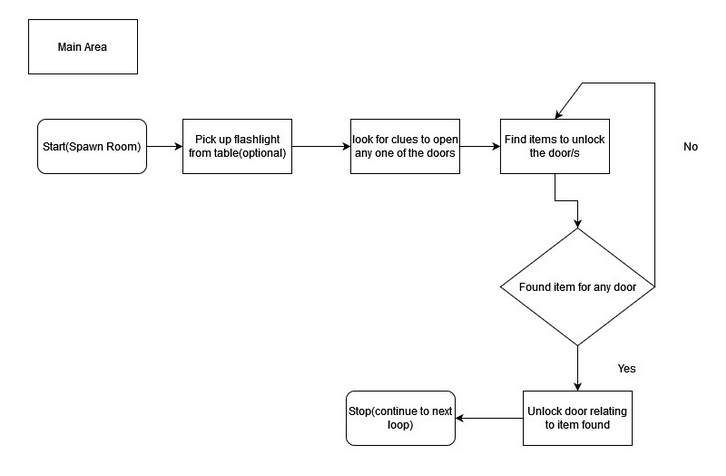 Main Area
Start(Spawn Room)
Pick up flashlight
from table(optional)
look for clues to open
any one of the doors
Find items to unlock
the door/s
No
Found item for any door
Yes
Unlock door relating
to item found
Stop(continue to next
loop)